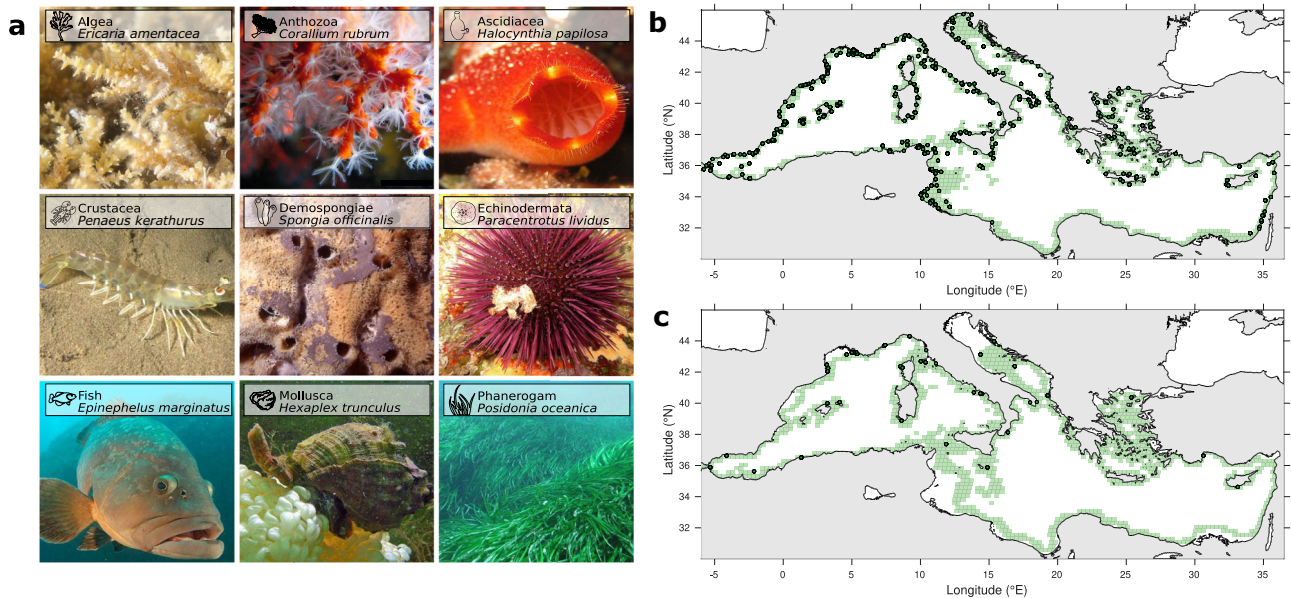 a
Algea
Ericaria amentacea
Anthozoa
Corallium rubrum
Ascidiacea
Halocynthia papilosa
Crustacea
Penaeus kerathurus
Demospongiae
Spongia officinalis
Echinodermata
Paracentrotus lividus
Fish
Epinephelus marginatus
Mollusca
Hexaplex trunculus
Phanerogam
Posidonia oceanica
b
Latitude (°N)
44
42
40
38
36
34
32
-5 0 5 10 15 20 25 30 35
Longitude (°E)
c
Latitude (°N)
44
42
40
38
36
34
32
-5 0 5 10 15 20 25 30 35
Longitude (°E)